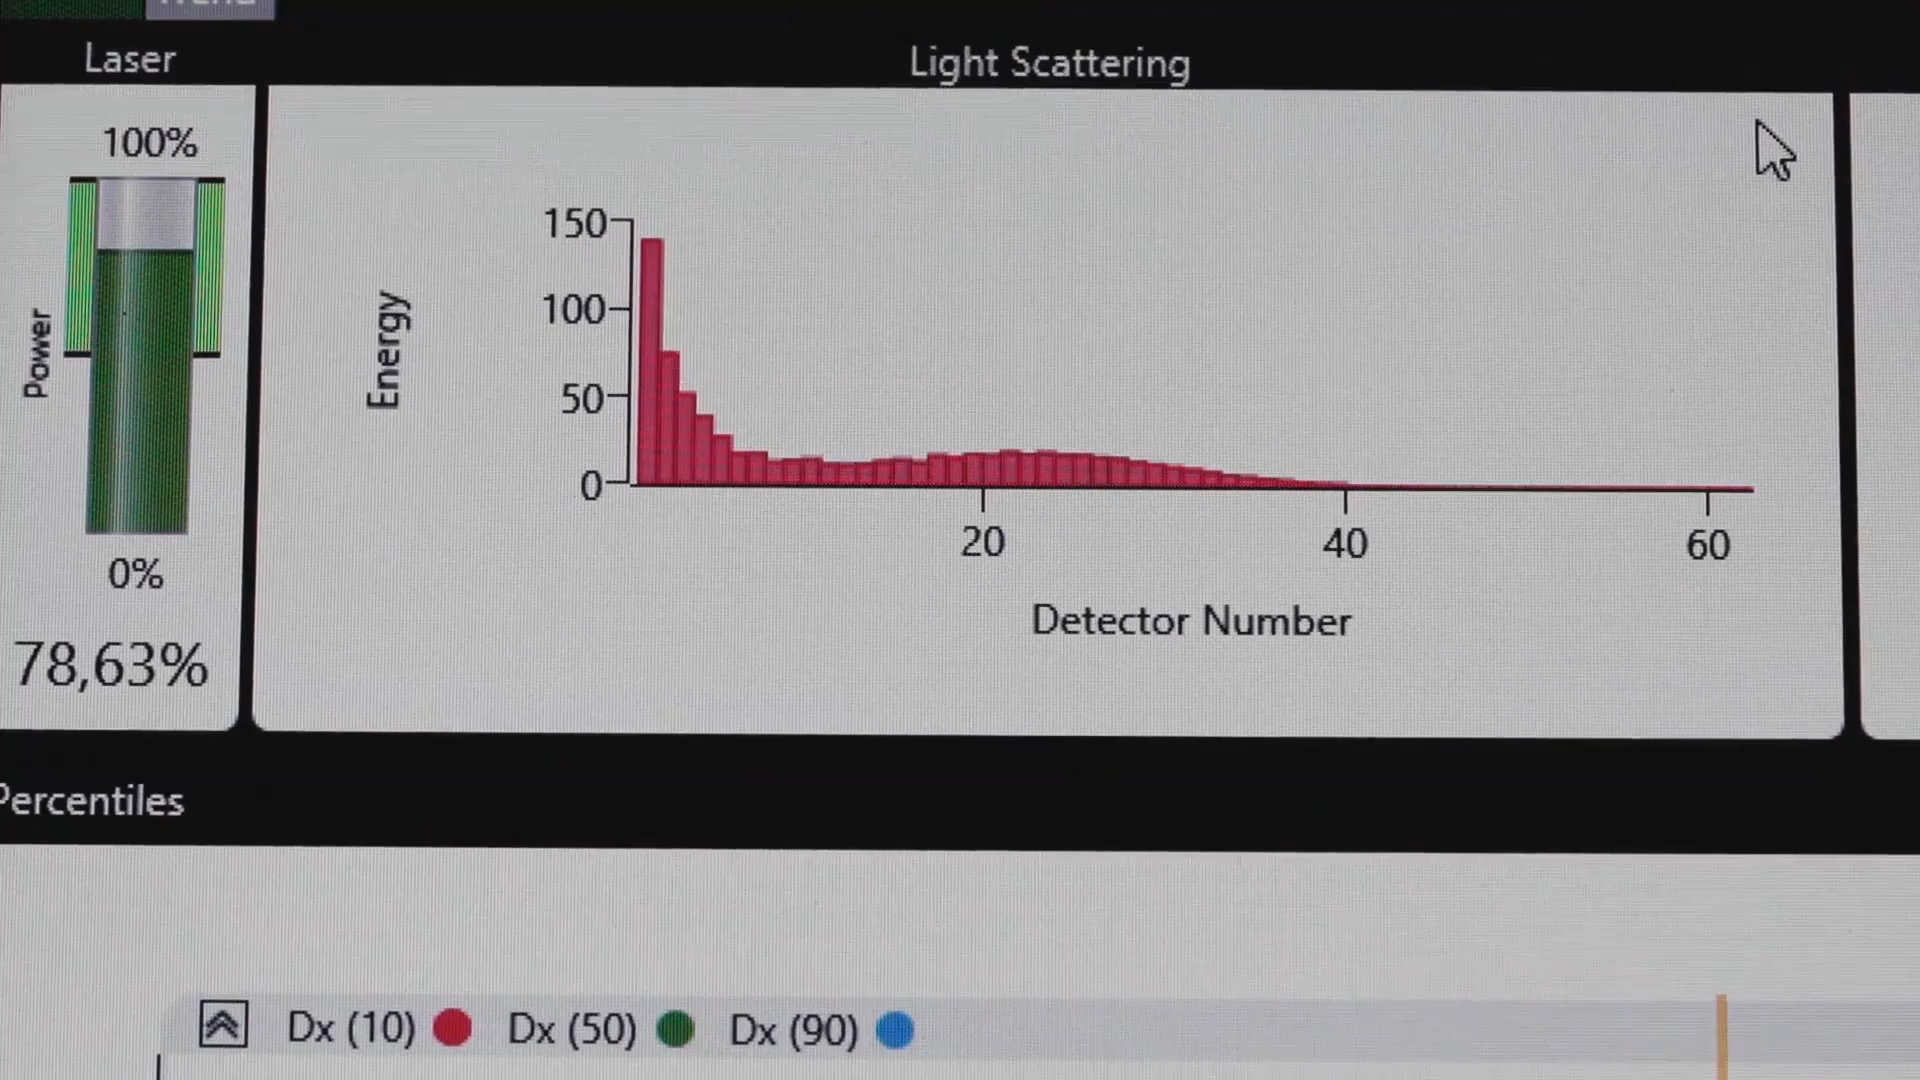 Trend
Laser
Light Scattering
100%
Power
0%
78,63%
Energy
150
100
50
0
20
40
60
Detector Number
Percentiles
Dx (10)
Dx (50)
Dx (90)